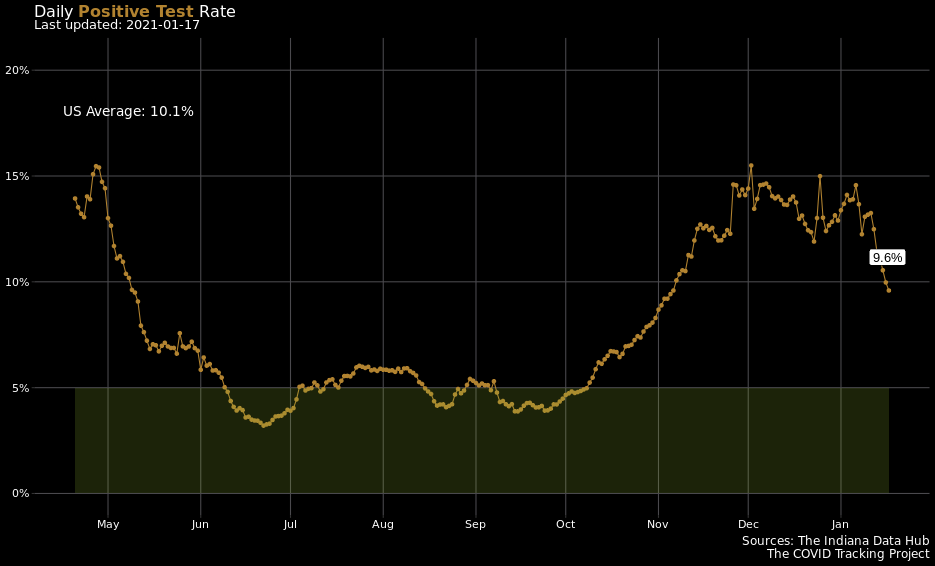 Daily Positive Test Rate
Last updated: 2021-01-17
20%
US Average: 10.1%
15%
9.6%
10%
5%
0%
May Jun Jul Aug Sep Oct Nov Dec Jan
Sources: The Indiana Data Hub
The COVID Tracking Project